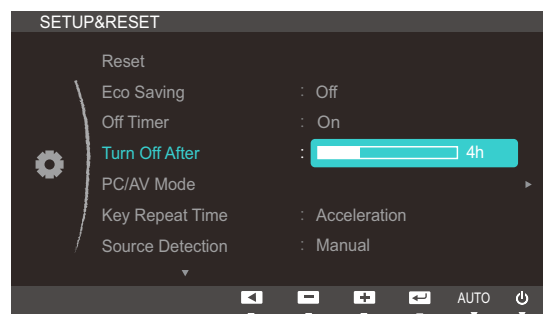 SETUP&RESET
Reset
Eco Saving : Off
Off Timer : On
Turn Off After : 4h
PC/AV Mode
Key Repeat Time : Acceleration
Source Detection : Manual
AUTO